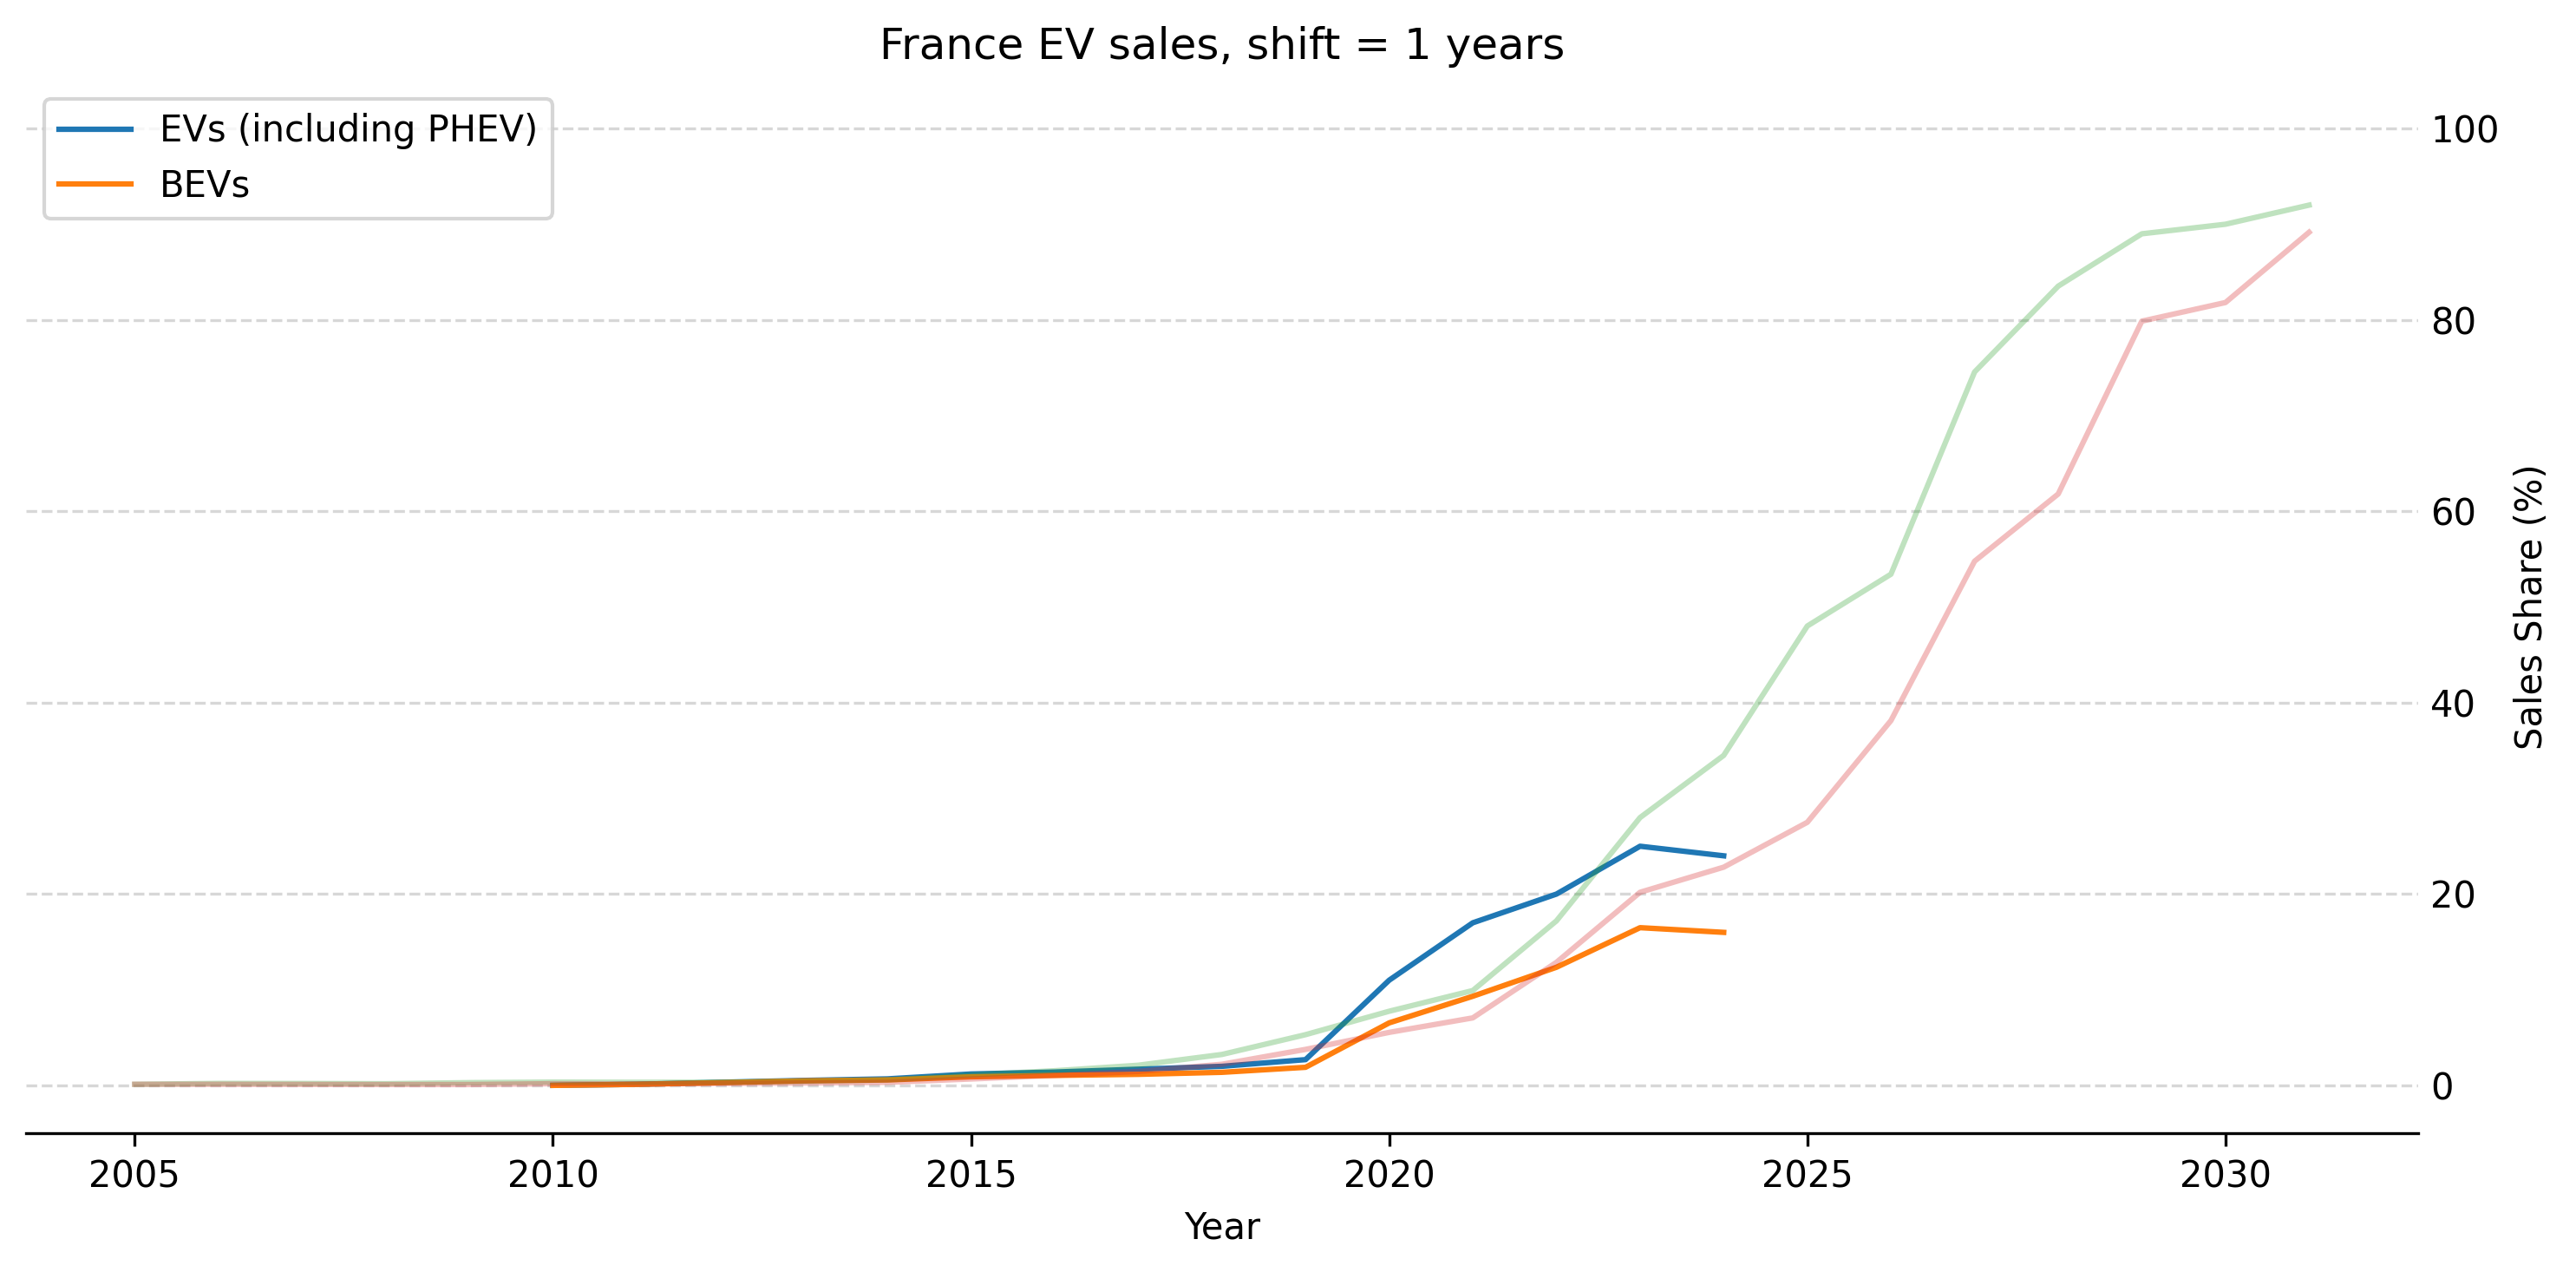 France EV sales, shift = 1 years
EVs (including PHEV)
BEVs
100
80
60
40
20
0
Sales Share (%)
2005
2010
2015
2020
2025
2030
Year